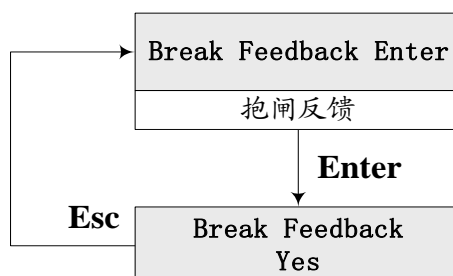 Break Feedback Enter
抱闸反馈
Enter
Esc
Break Feedback
Yes